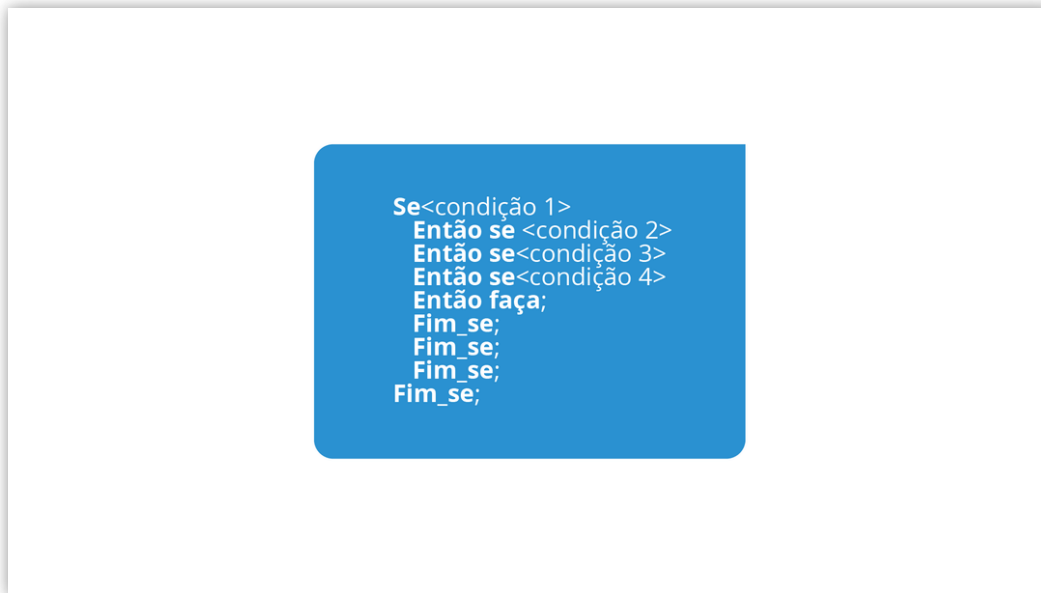 Se<condição 1>
Então se <condição 2>
Então se<condição 3>
Então se<condição 4>
Então faça;
Fim_se;
Fim_se;
Fim_se;
Fim_se;